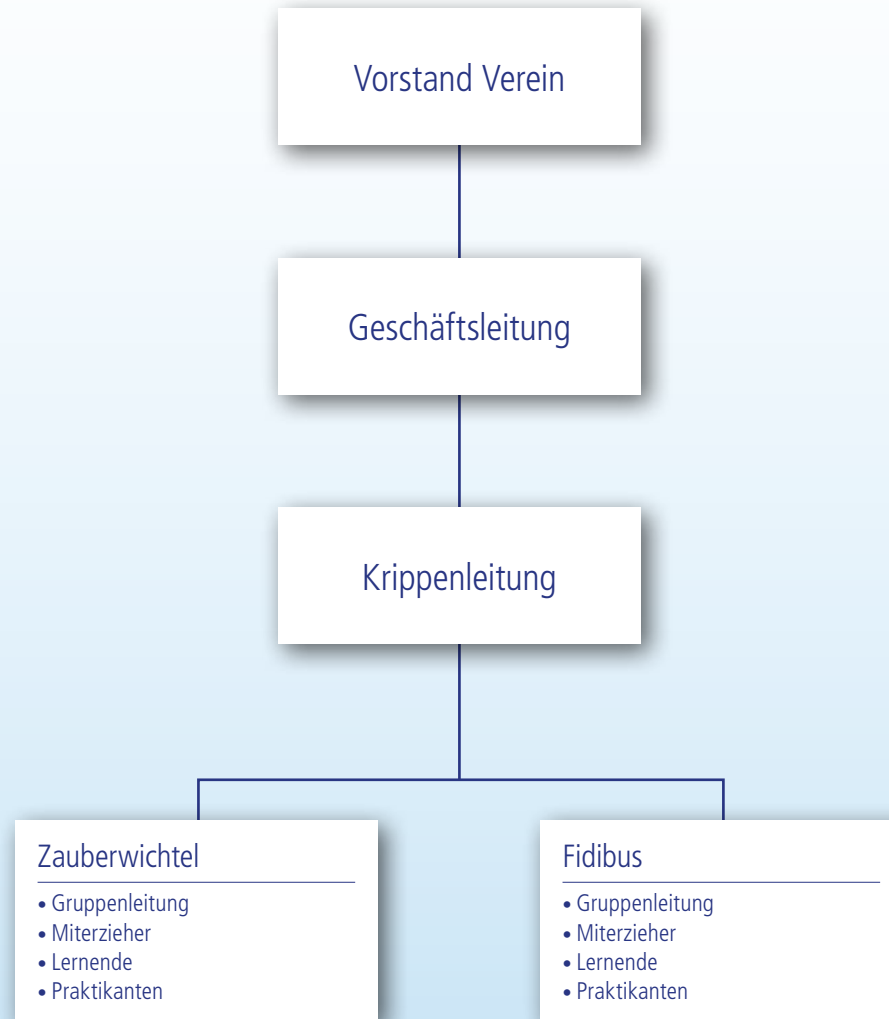 Vorstand Verein
Geschäftsleitung
Krippenleitung
Zauberwichtel
• Gruppenleitung
• Miterzieher
• Lernende
• Praktikanten
Fidibus
• Gruppenleitung
• Miterzieher
• Lernende
• Praktikanten